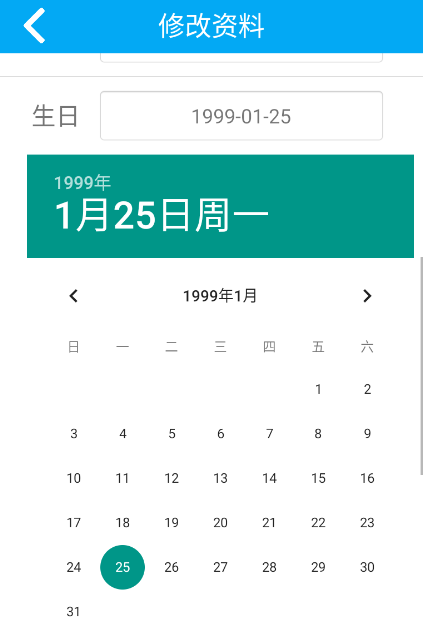 修改资料
生日 1999-01-25
1999年
1月25日周一
1999年1月
日 一 二 三 四 五 六
1 2
3 4 5 6 7 8 9
10 11 12 13 14 15 16
17 18 19 20 21 22 23
24 25 26 27 28 29 30
31